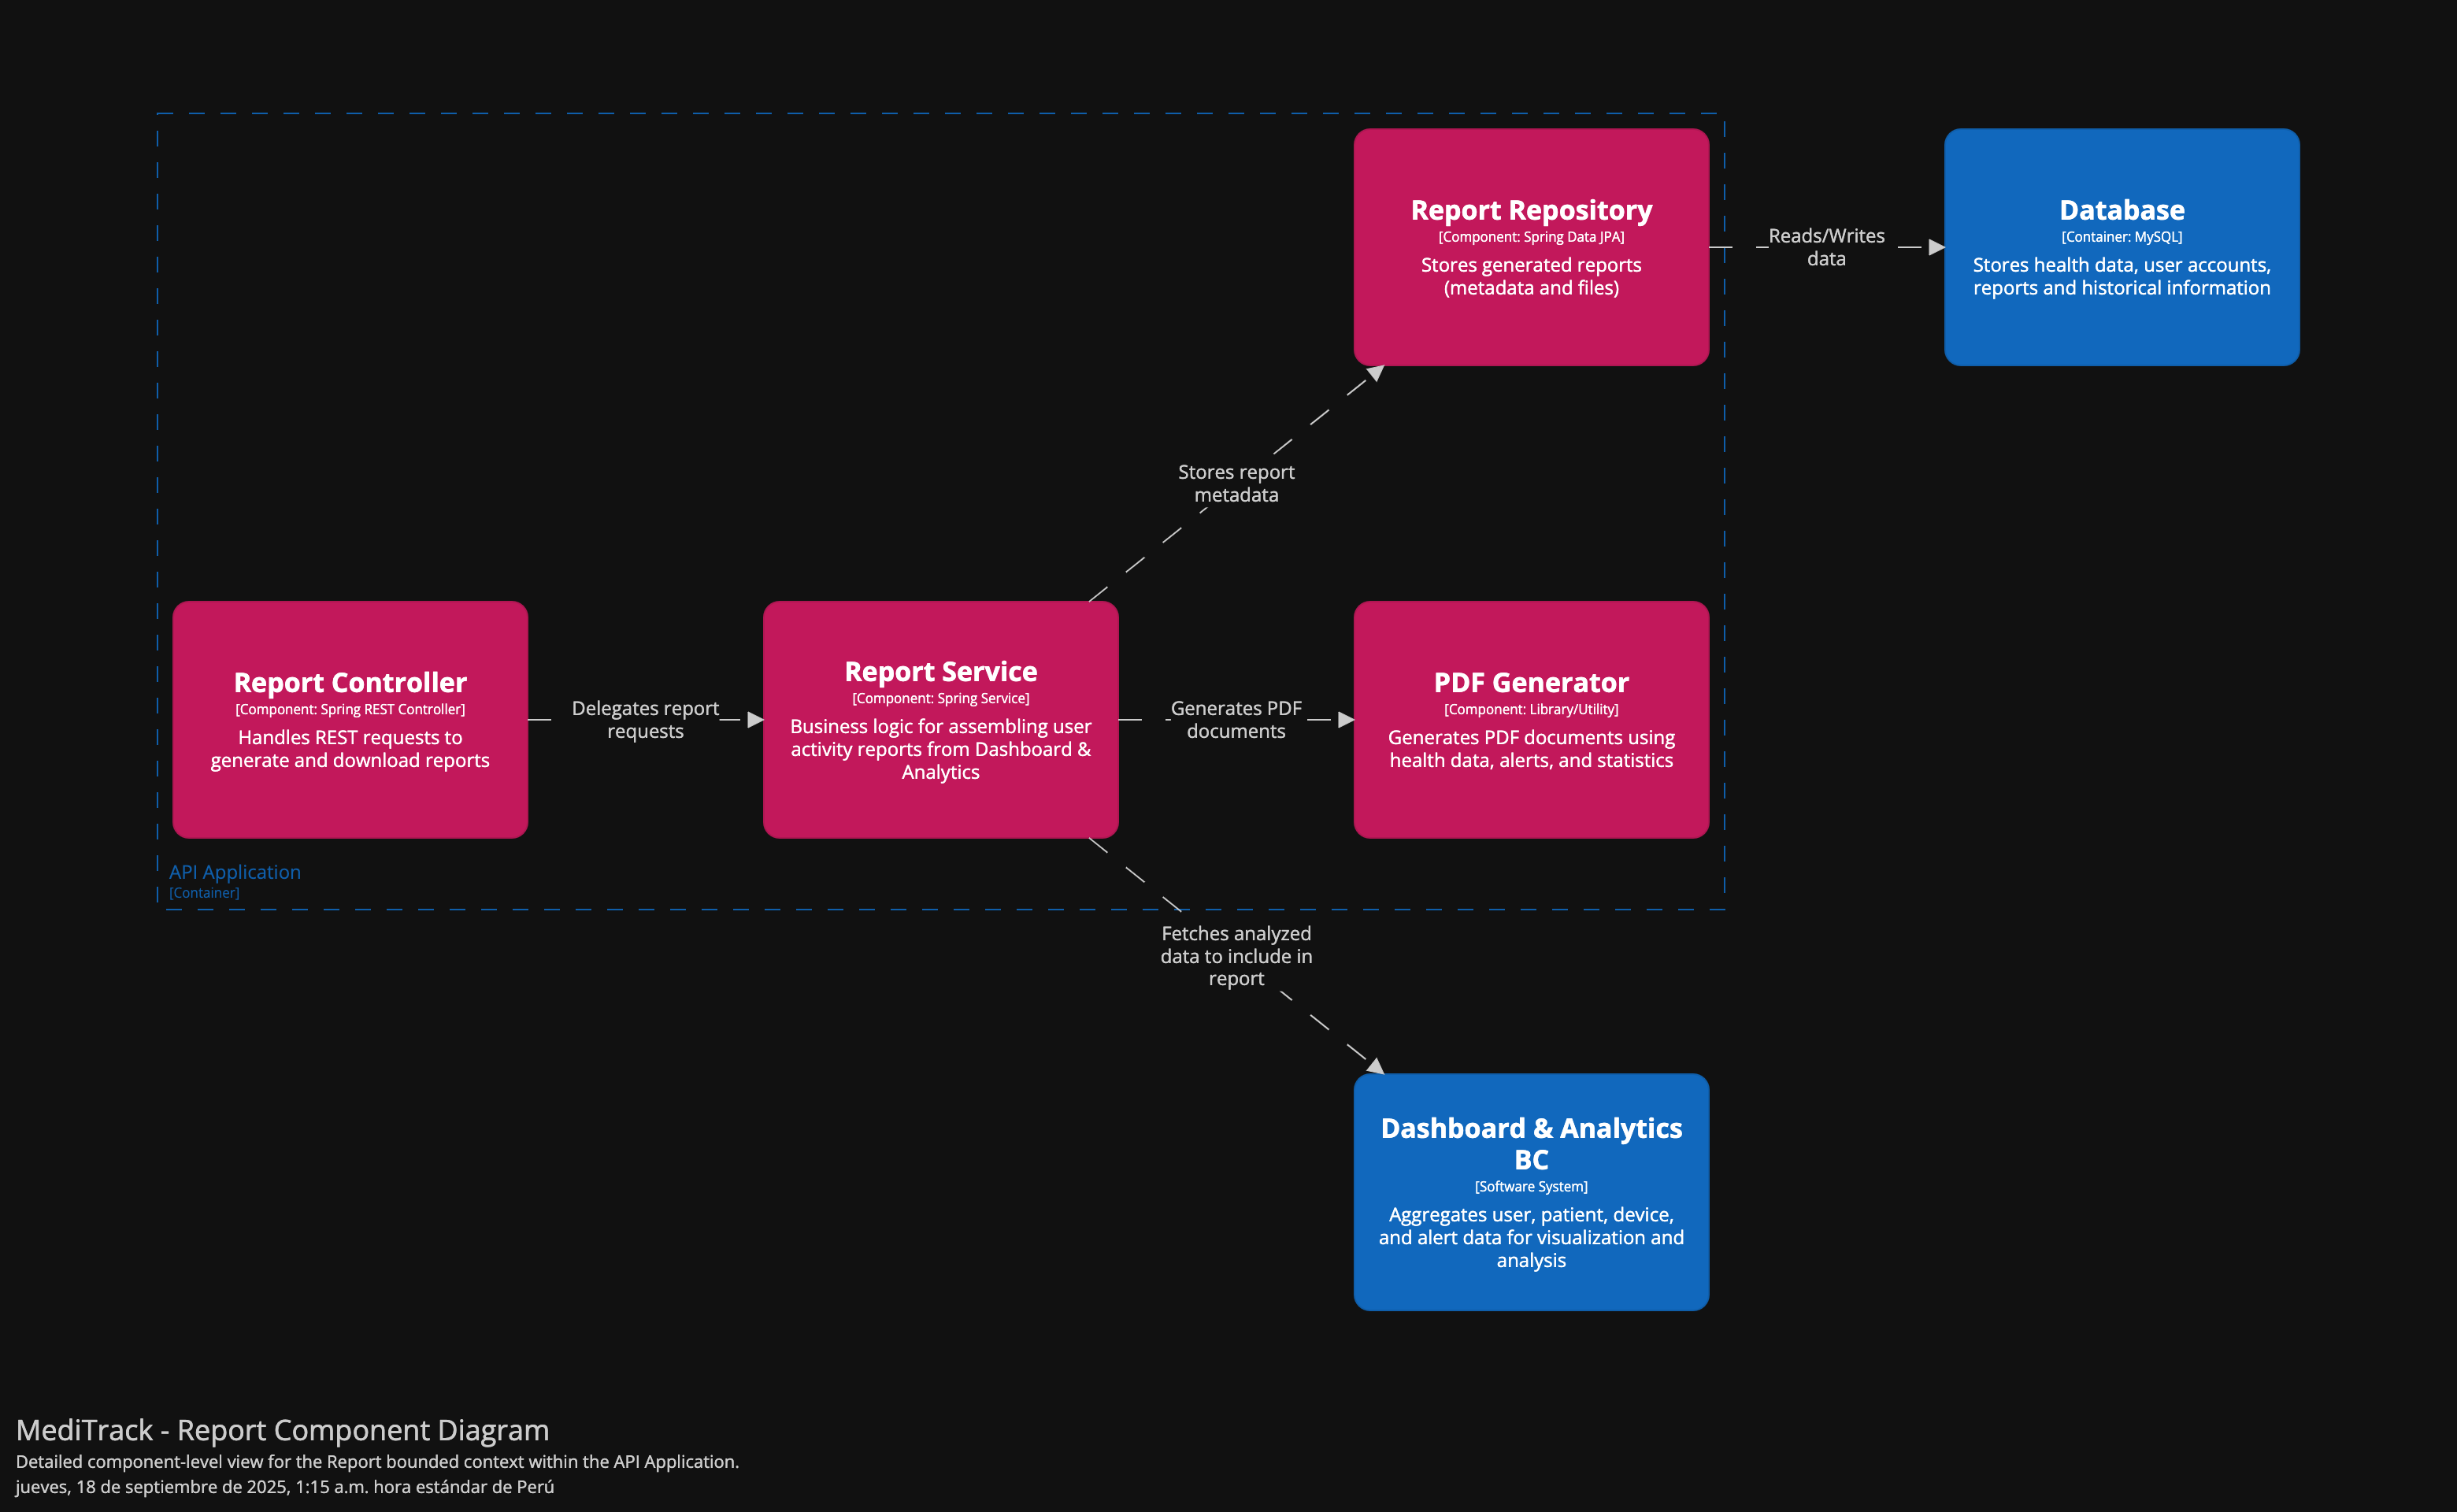 Report Repository
[Component: Spring Data JPA]
Stores generated reports
(metadata and files)
Reads/Writes
data
Database
[Container: MySQL]
Stores health data, user accounts,
reports and historical information
Stores report
metadata
Report Controller
[Component: Spring REST Controller]
Handles REST requests to
generate and download reports
Delegates report
requests
Report Service
[Component: Spring Service]
Business logic for assembling user
activity reports from Dashboard &
Analytics
Generates PDF
documents
PDF Generator
[Component: Library/Utility]
Generates PDF documents using
health data, alerts, and statistics
API Application
[Container]
Fetches analyzed
data to include in
report
Dashboard & Analytics
BC
[Software System]
Aggregates user, patient, device,
and alert data for visualization and
analysis
MediTrack - Report Component Diagram
Detailed component-level view for the Report bounded context within the API Application.
jueves, 18 de septiembre de 2025, 1:15 a.m. hora estándar de Perú